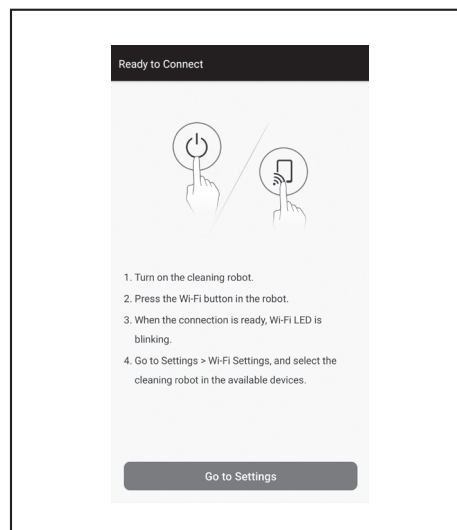 Ready to Connect
1. Turn on the cleaning robot.
2. Press the Wi-Fi button in the robot.
3. When the connection is ready, Wi-Fi LED is
blinking.
4. Go to Settings > Wi-Fi Settings, and select the
cleaning robot in the available devices.
Go to Settings